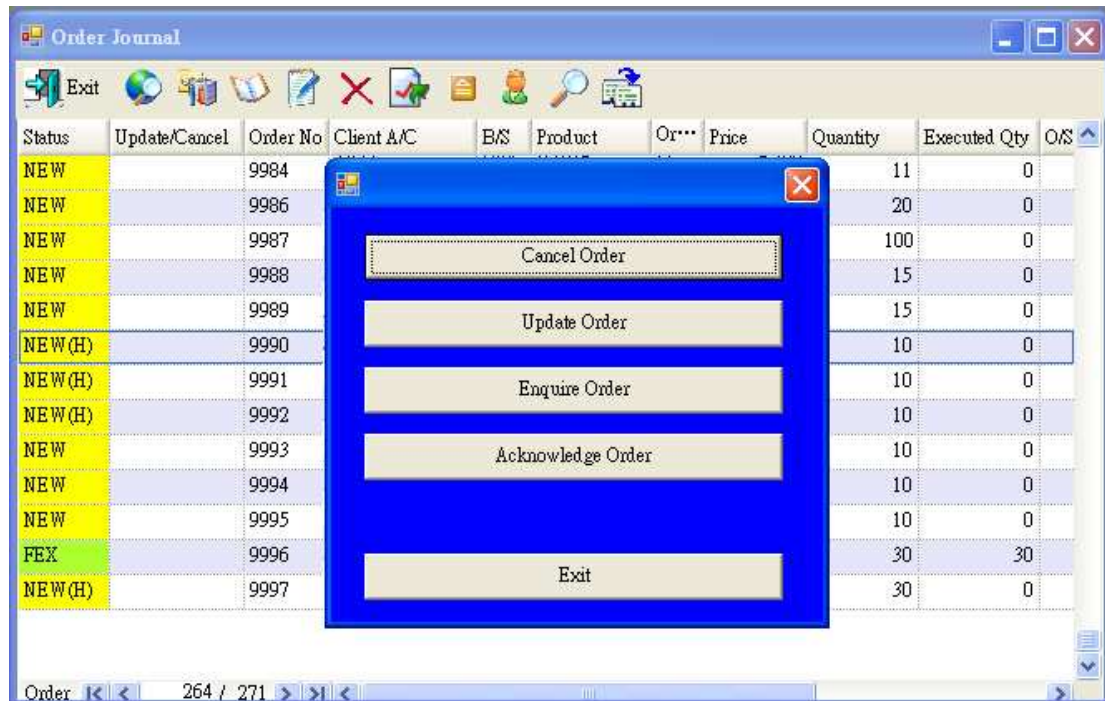 Order Journal
Exit
Status Update/Cancel Order No Client A/C B/S Product Or... Price Quantity Executed Qty O/S
NEW 9984 11 0
NEW 9986 20 0
NEW 9987 100 0
Cancel Order
NEW 9988 15 0
NEW 9989 15 0
Update Order
NEW(H) 9990 10 0
NEW(H) 9991 10 0
Enquire Order
NEW(H) 9992 10 0
NEW 9993 10 0
Acknowledge Order
NEW 9994 10 0
NEW 9995 10 0
FEX 9996 30 30
Exit
NEW(H) 9997 30 0
Order 264 / 271